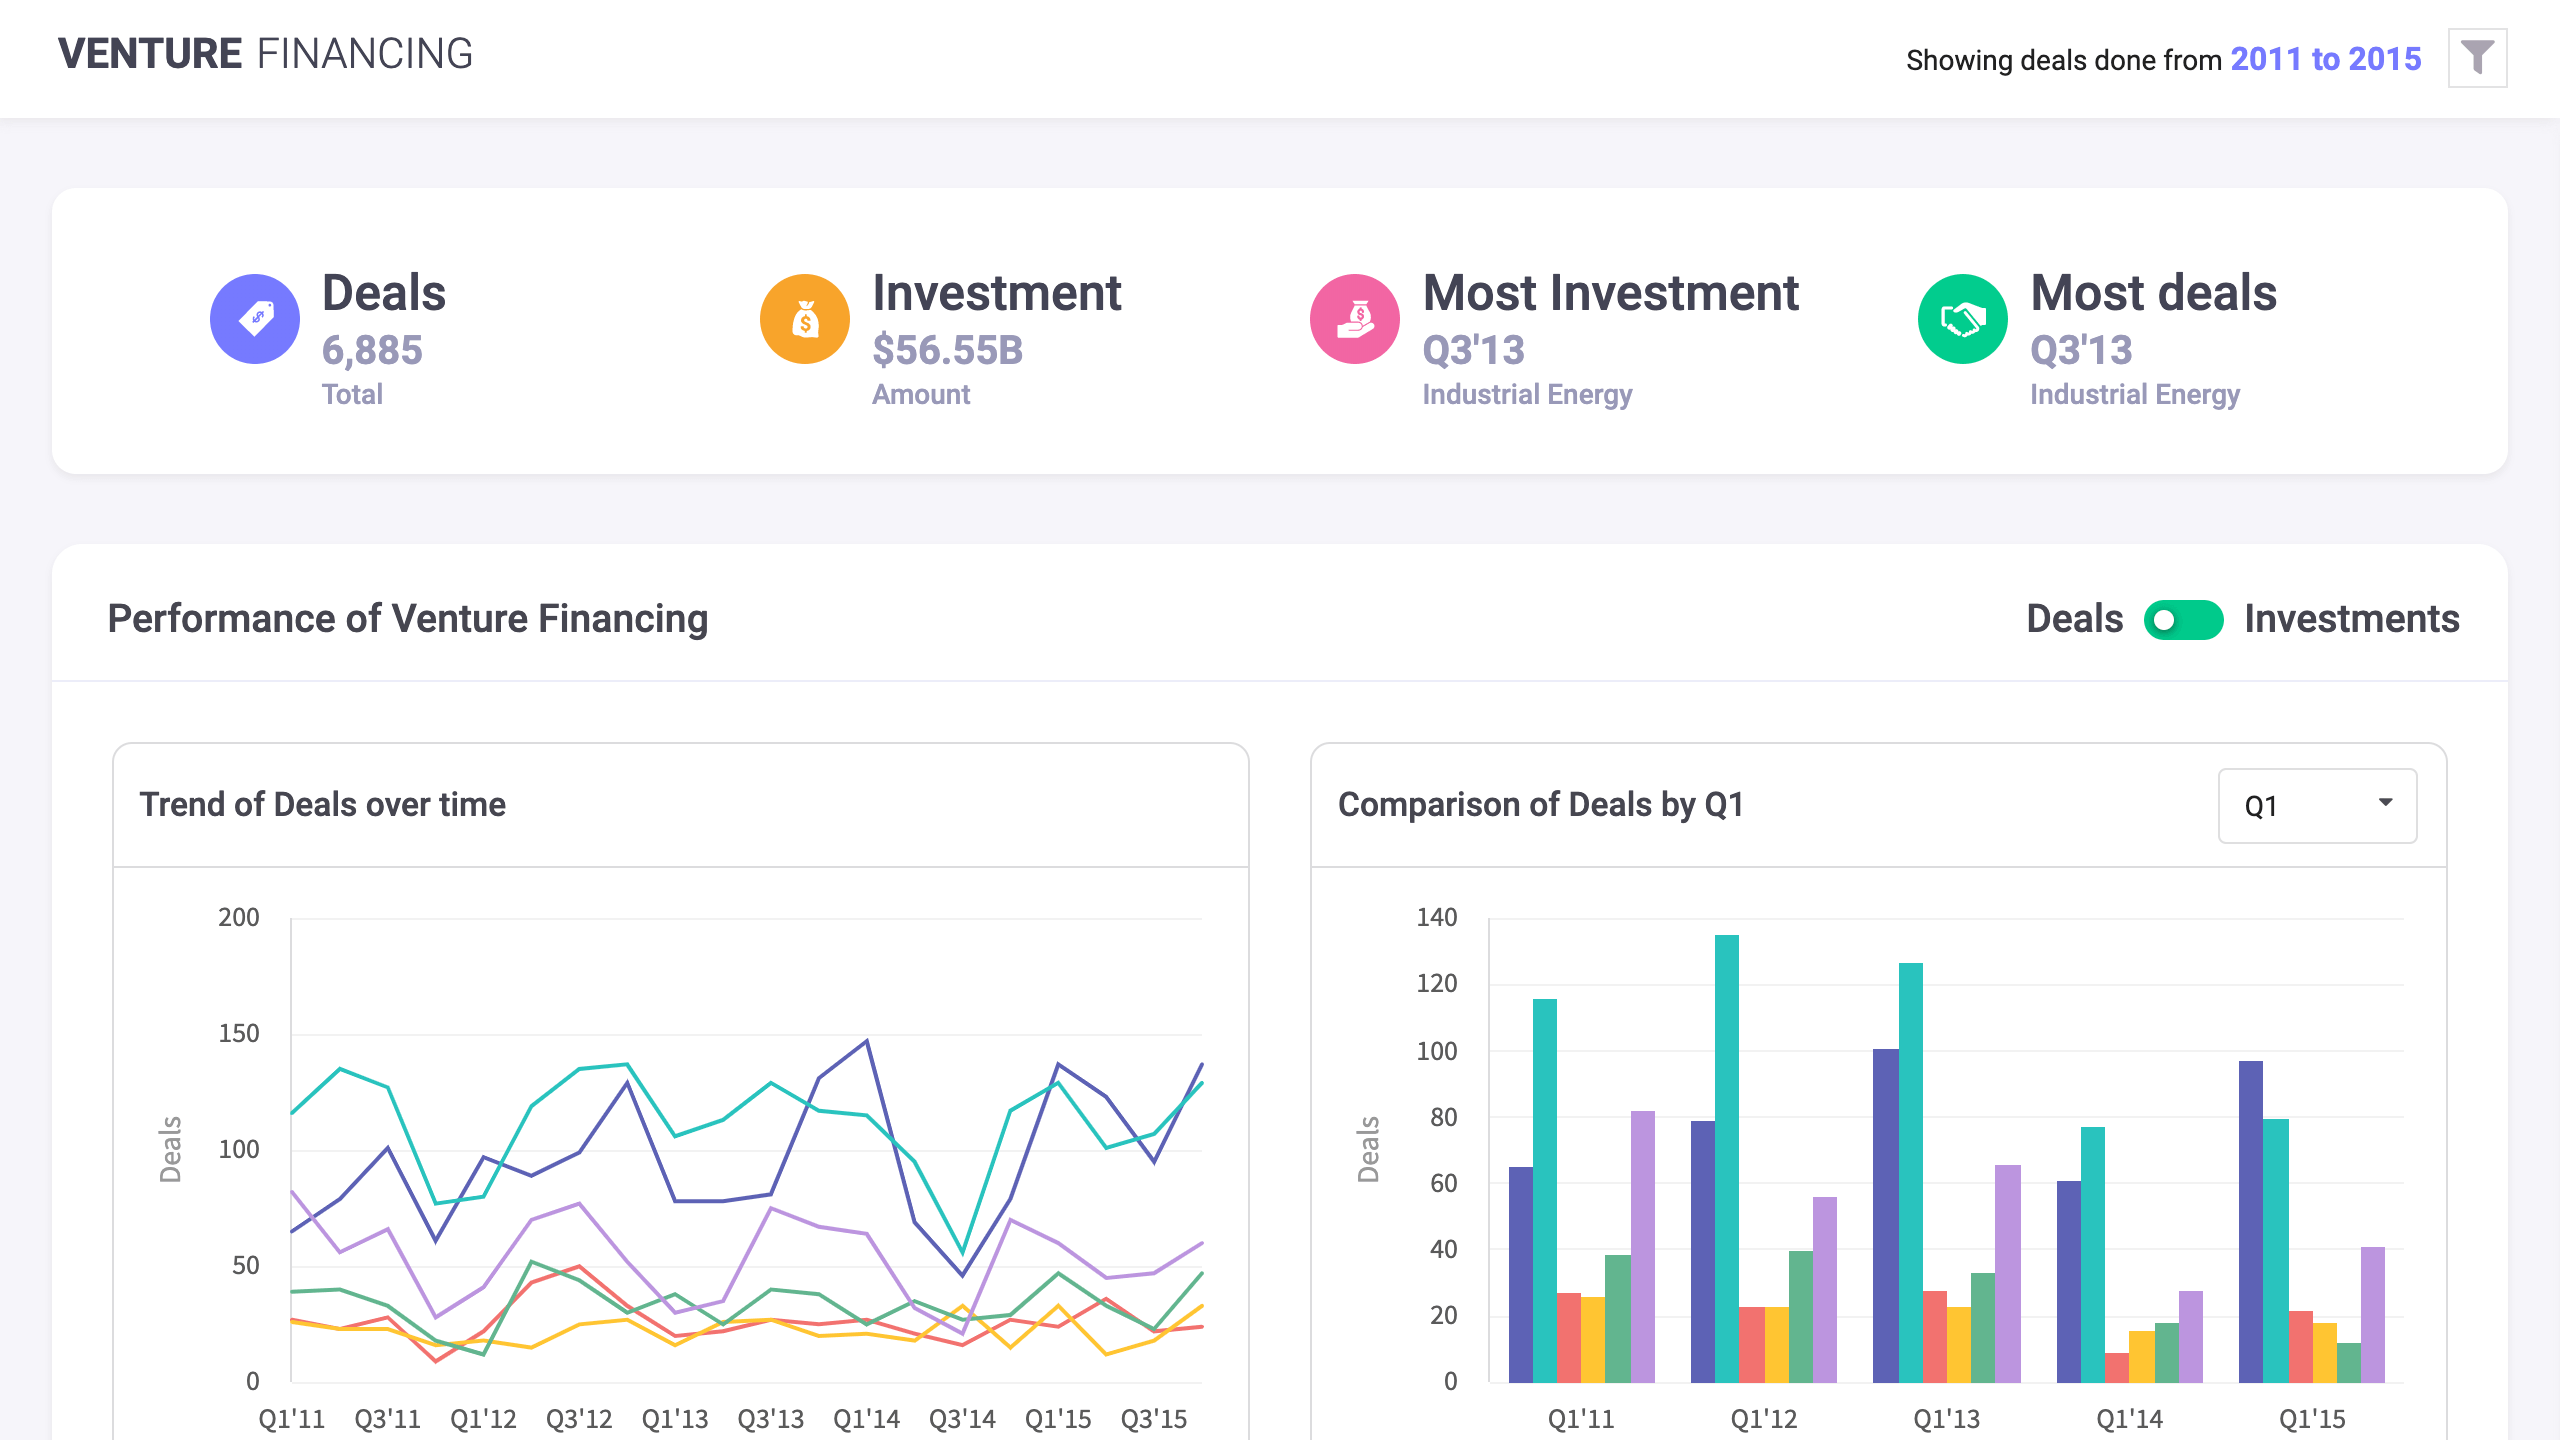 VENTURE FINANCING
Showing deals done from 2011 to 2015
Deals
6,885
Total
Investment
$56.55B
Amount
Most Investment
Q3'13
Industrial Energy
Most deals
Q3'13
Industrial Energy
Performance of Venture Financing
Deals
Investments
Trend of Deals over time
200
150
100
50
0
Deals
Q1'11 Q3'11 Q1'12 Q3'12 Q1'13 Q3'13 Q1'14 Q3'14 Q1'15 Q3'15
Comparison of Deals by Q1
Q1
140
120
100
80
60
40
20
0
Deals
Q1'11 Q1'12 Q1'13 Q1'14 Q1'15